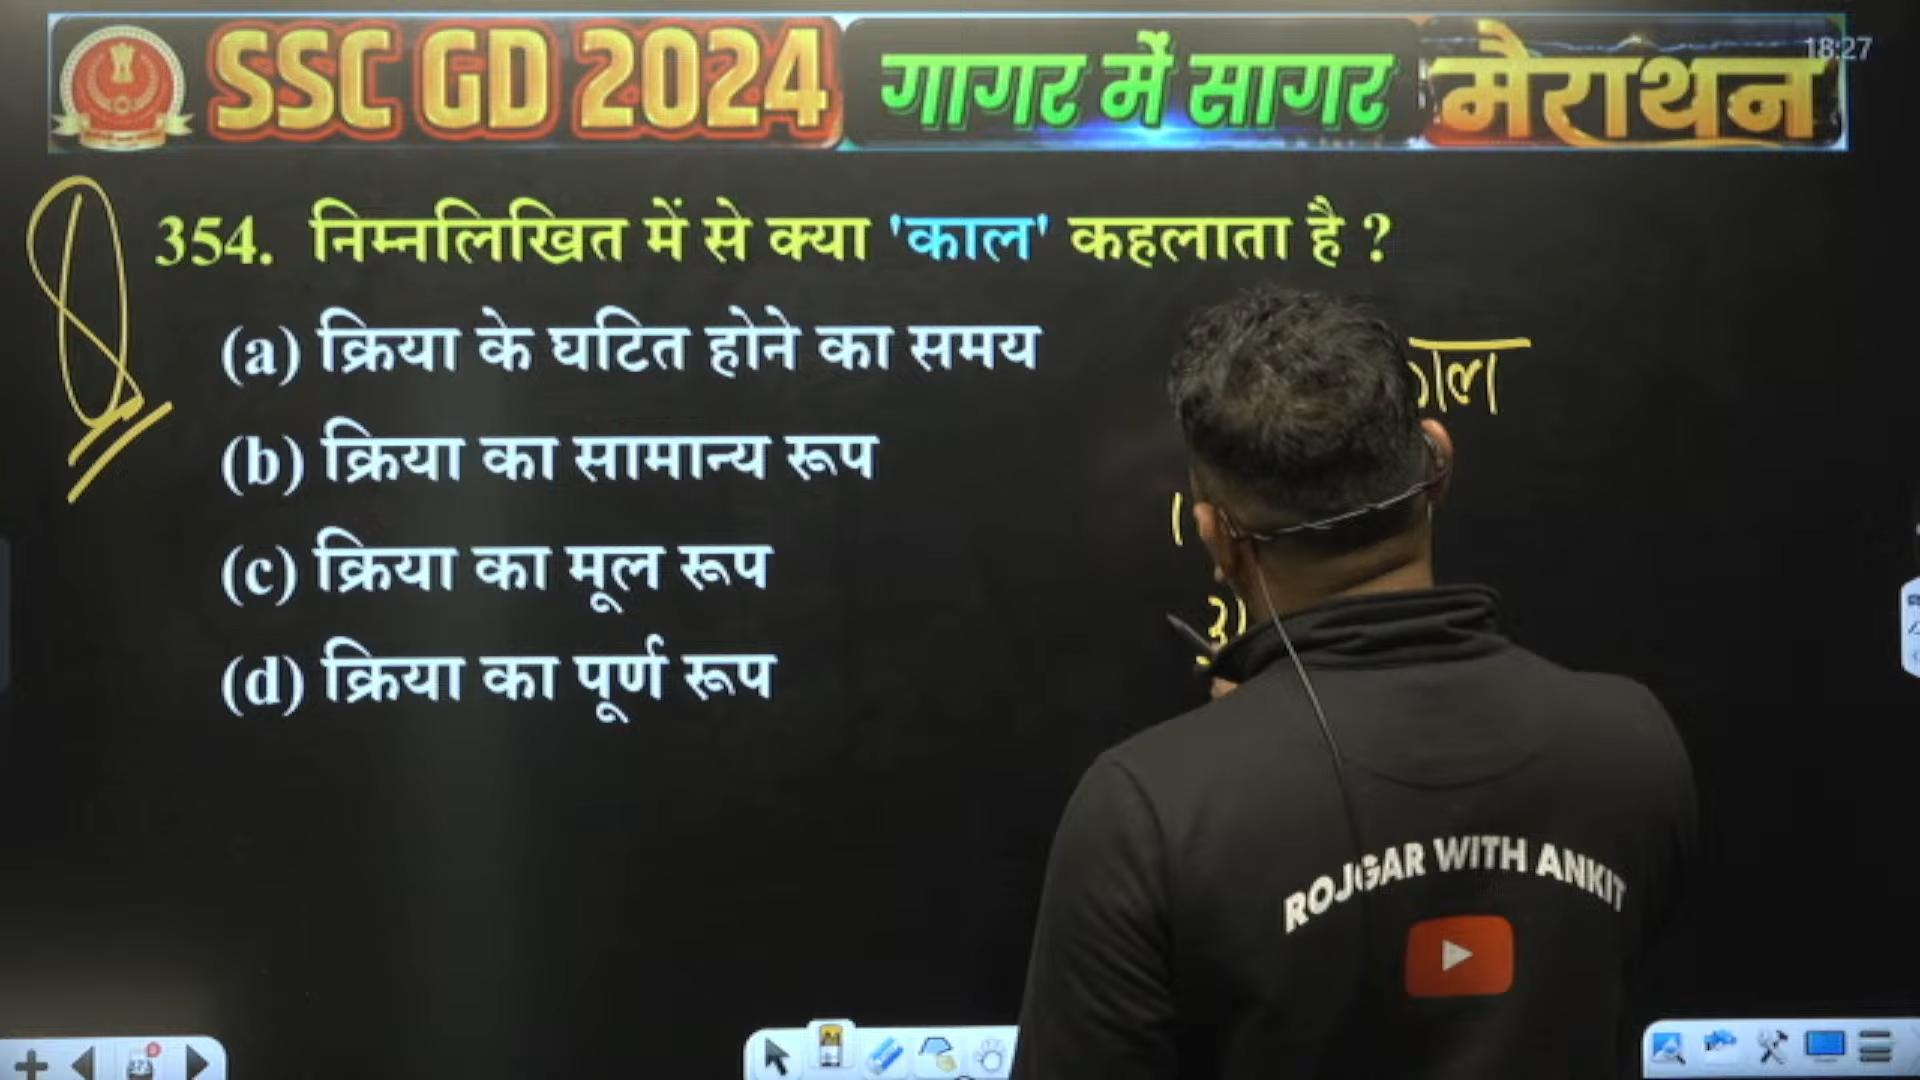 SSC GD 2024 गागर में सागर मैराथन
18:27
354. निम्नलिखित में से क्या 'काल' कहलाता है ?
(a) क्रिया के घटित होने का समय
(b) क्रिया का सामान्य रूप
(c) क्रिया का मूल रूप
(d) क्रिया का पूर्ण रूप
ROJGAR WITH ANKIT